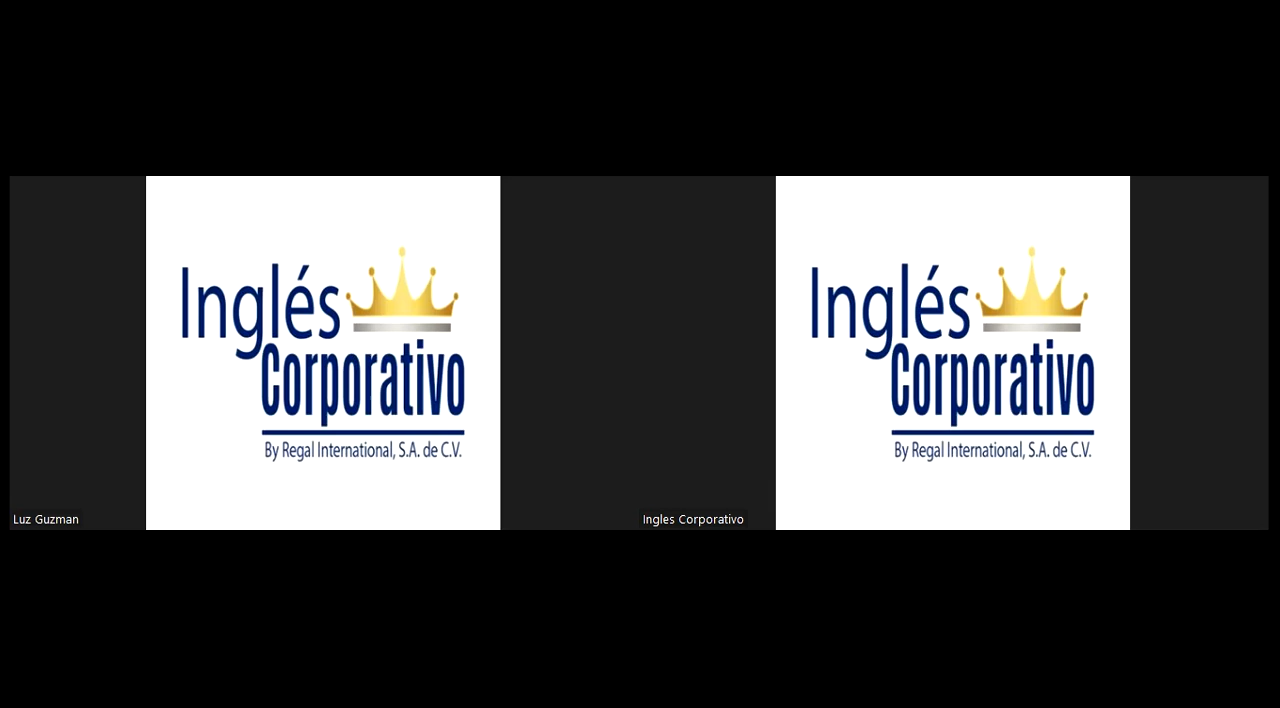 Inglés
Corporativo
By Regal International, S.A. de C.V.
Luz Guzman
Inglés
Corporativo
By Regal International, S.A. de C.V.
Ingles Corporativo